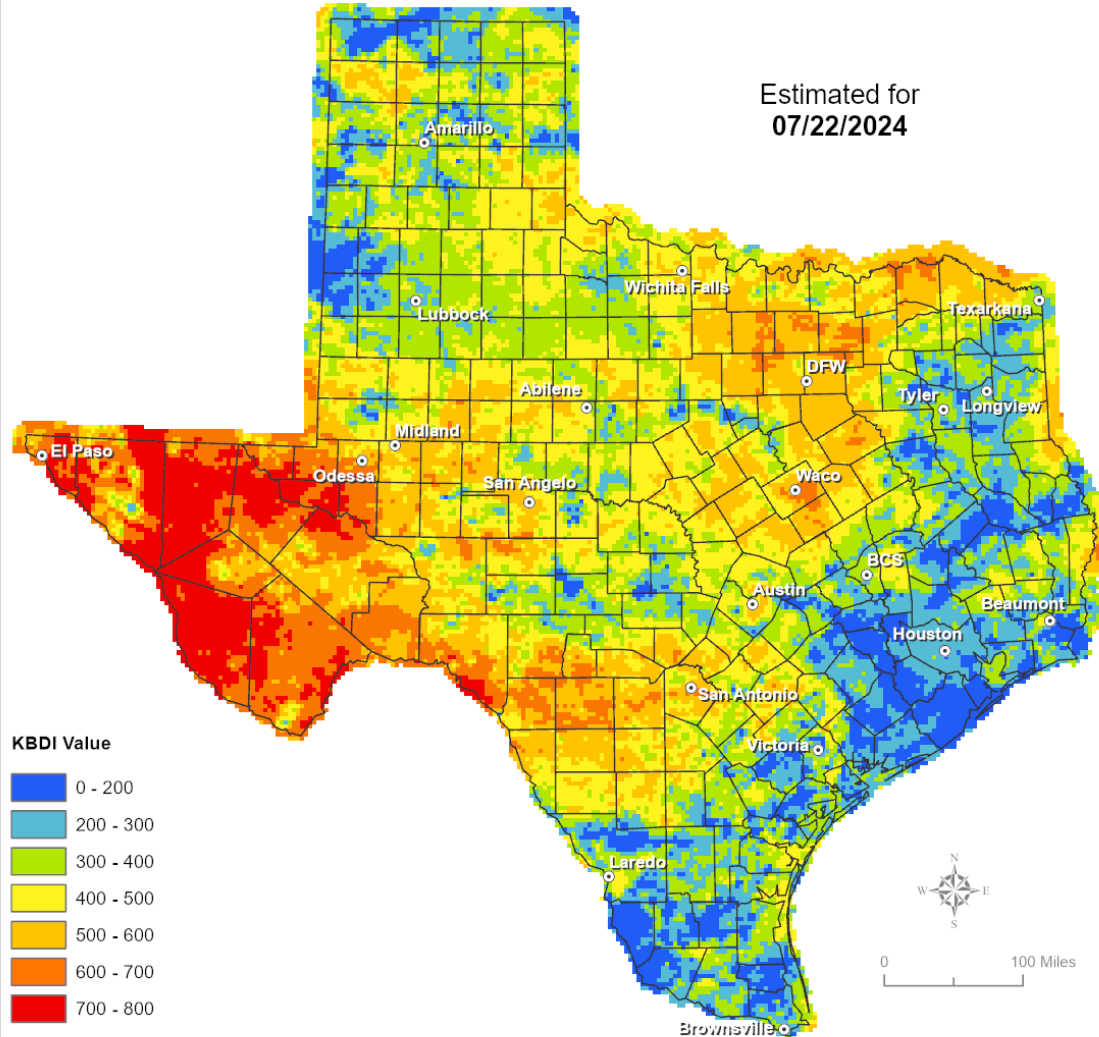 Estimated for
07/22/2024
Amarillo
Wichita Falls
Lubbock
Texarkana
DFW
Abilene
Tyler
Longview
Midland
El Paso
Odessa
San Angelo
Waco
BCS
Austin
Beaumont
Houston
San Antonio
Victoria
KBDI Value
0 - 200
200 - 300
300 - 400
400 - 500
500 - 600
600 - 700
700 - 800
Laredo
N
W E
S
0 100 Miles
Brownsville